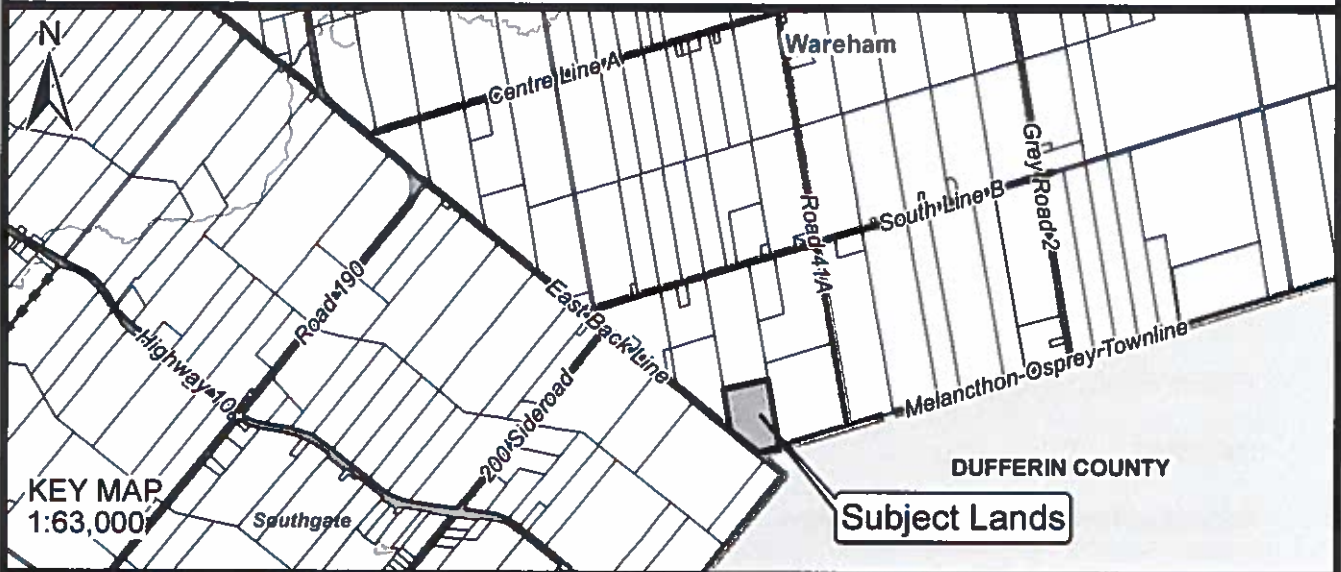 N
Wareham
Centre Line A
Grey Road 2
Road 41A
South Line B
Road 190
East Back Line
Highway 10
200 Sideroad
Melancthon-Osprey Townline
DUFFERIN COUNTY
KEY MAP
1:63,000
Southgate
Subject Lands